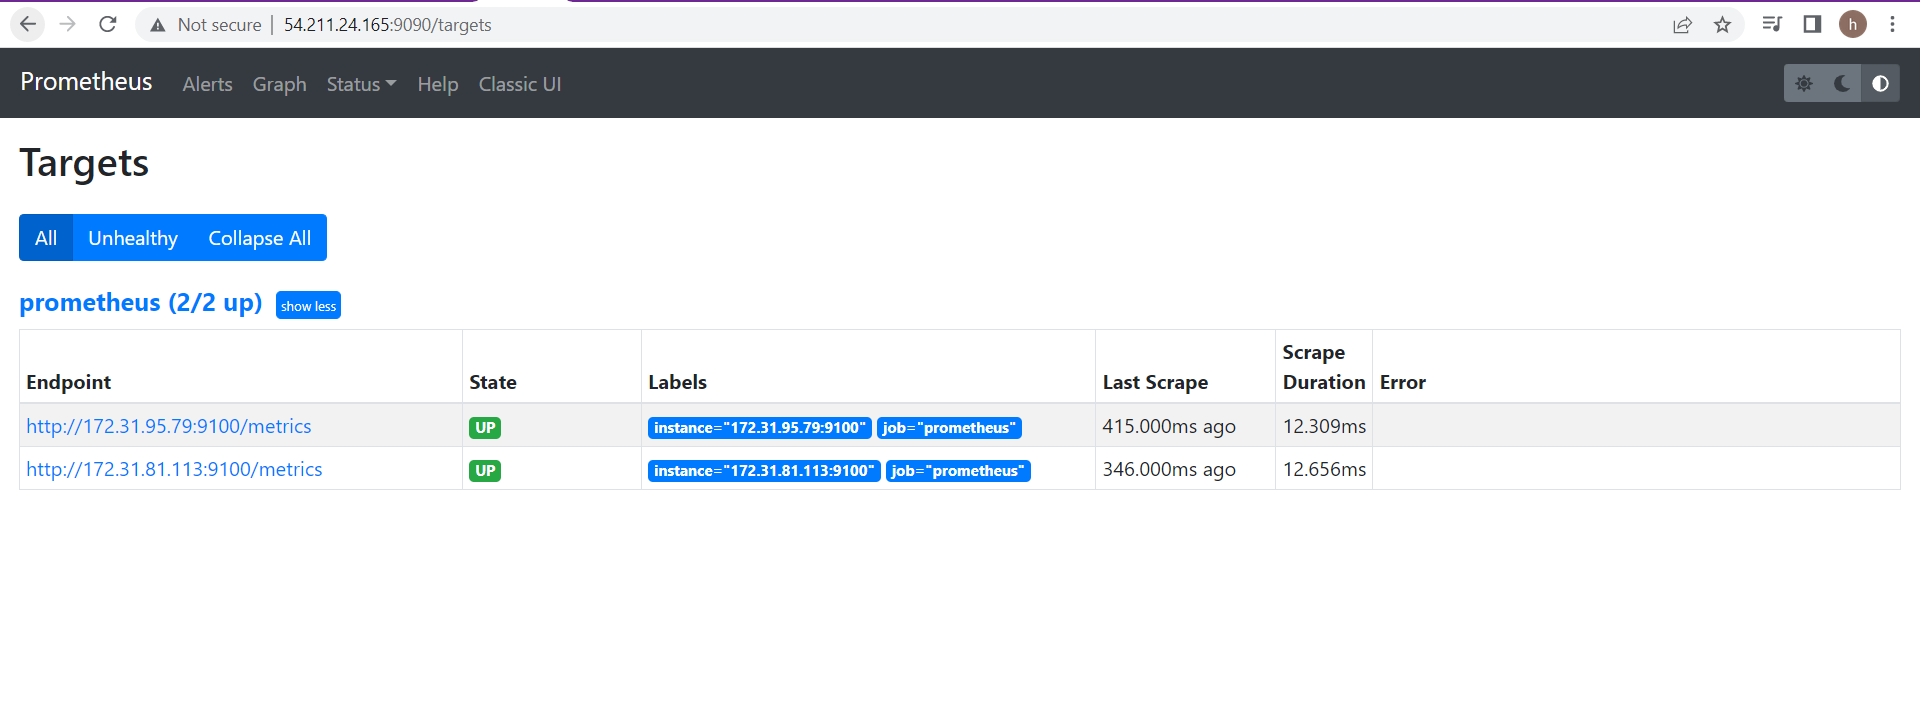 Not secure | 54.211.24.165:9090/targets h
Prometheus Alerts Graph Status Help Classic UI
Targets
All Unhealthy Collapse All
prometheus (2/2 up) show less
Endpoint State Labels Last Scrape Scrape Duration Error
http://172.31.95.79:9100/metrics UP instance="172.31.95.79:9100" job="prometheus" 415.000ms ago 12.309ms
http://172.31.81.113:9100/metrics UP instance="172.31.81.113:9100" job="prometheus" 346.000ms ago 12.656ms